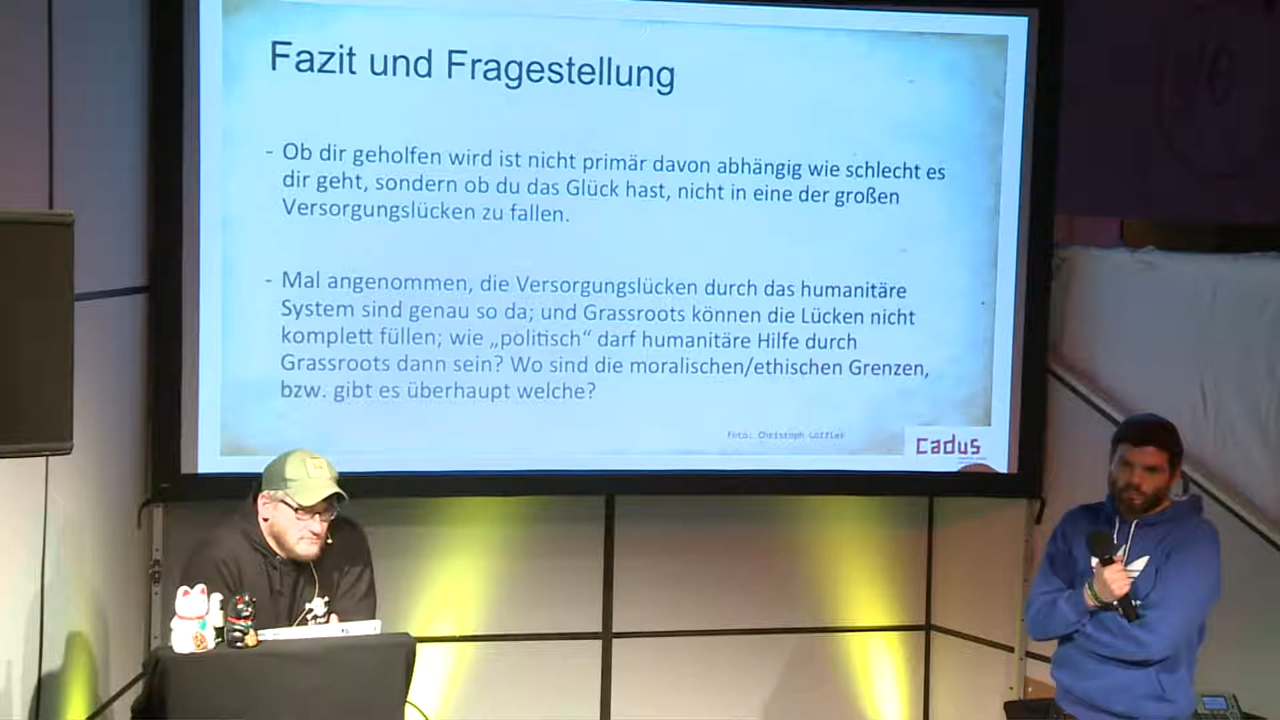 Fazit und Fragestellung
- Ob dir geholfen wird ist nicht primär davon abhängig wie schlecht es
dir geht, sondern ob du das Glück hast, nicht in eine der großen
Versorgungslücken zu fallen.
- Mal angenommen, die Versorgungslücken durch das humanitäre
System sind genau so da; und Grassroots können die Lücken nicht
komplett füllen; wie „politisch“ darf humanitäre Hilfe durch
Grassroots dann sein? Wo sind die moralischen/ethischen Grenzen,
bzw. gibt es überhaupt welche?
Foto: Christoph Löffler
cadus